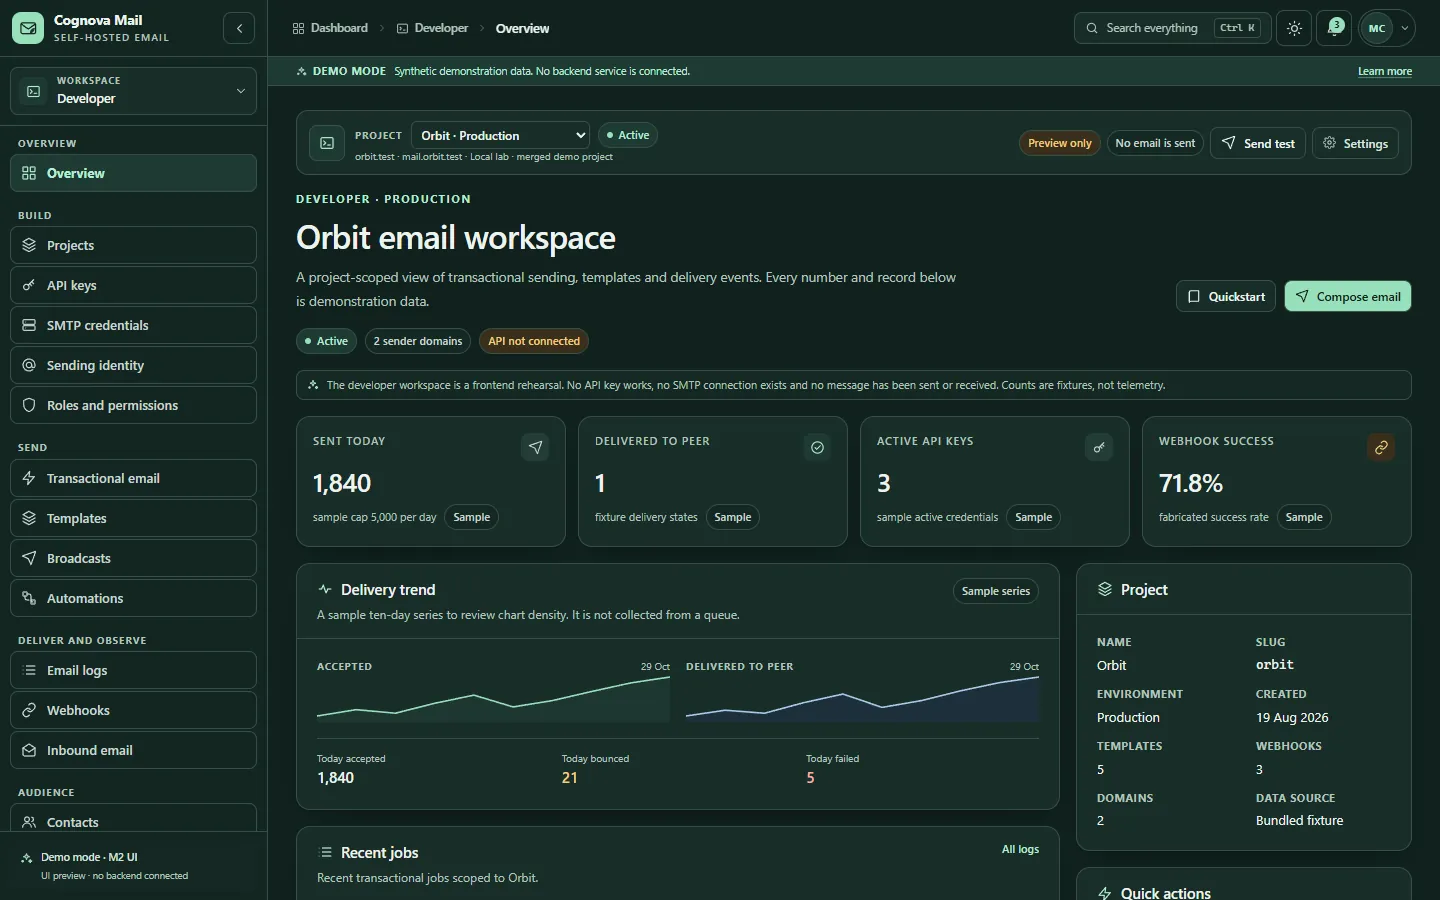 Cognova Mail
SELF-HOSTED EMAIL
WORKSPACE
Developer
OVERVIEW
Overview
BUILD
Projects
API keys
SMTP credentials
Sending identity
Roles and permissions
SEND
Transactional email
Templates
Broadcasts
Automations
DELIVER AND OBSERVE
Email logs
Webhooks
Inbound email
AUDIENCE
Contacts
Demo mode · M2 UI
UI preview · no backend connected
Dashboard
Developer
Overview
Search everything
Ctrl K
3
MC
DEMO MODE Synthetic demonstration data. No backend service is connected.
Learn more
PROJECT
Orbit · Production
Active
orbit.test · mail.orbit.test · Local lab · merged demo project
Preview only
No email is sent
Send test
Settings
DEVELOPER · PRODUCTION
Orbit email workspace
A project-scoped view of transactional sending, templates and delivery events. Every number and record below
is demonstration data.
Quickstart
Compose email
Active
2 sender domains
API not connected
The developer workspace is a frontend rehearsal. No API key works, no SMTP connection exists and no message has been sent or received. Counts are fixtures, not telemetry.
SENT TODAY
1,840
sample cap 5,000 per day
Sample
DELIVERED TO PEER
1
fixture delivery states
Sample
ACTIVE API KEYS
3
sample active credentials
Sample
WEBHOOK SUCCESS
71.8%
fabricated success rate
Sample
Delivery trend
A sample ten-day series to review chart density. It is not collected from a queue.
Sample series
ACCEPTED
29 Oct
DELIVERED TO PEER
29 Oct
Today accepted
1,840
Today bounced
21
Today failed
5
Recent jobs
Recent transactional jobs scoped to Orbit.
All logs
Project
NAME
Orbit
SLUG
orbit
ENVIRONMENT
Production
CREATED
19 Aug 2026
TEMPLATES
5
WEBHOOKS
3
DOMAINS
2
DATA SOURCE
Bundled fixture
Quick actions